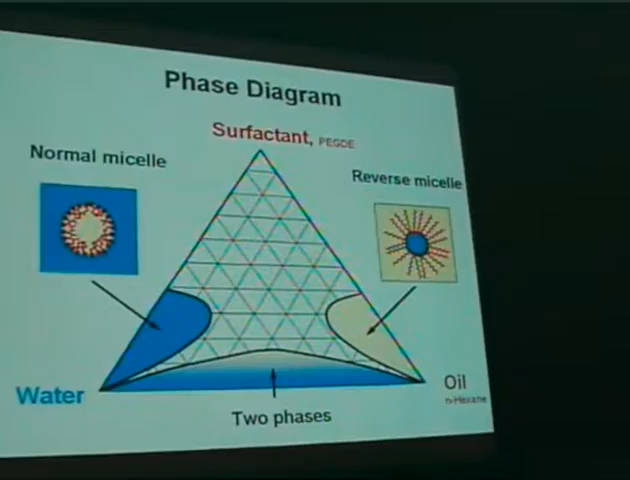 Phase Diagram
Surfactant, PEGDE
Normal micelle
Reverse micelle
Water
Oil
n-Hexane
Two phases